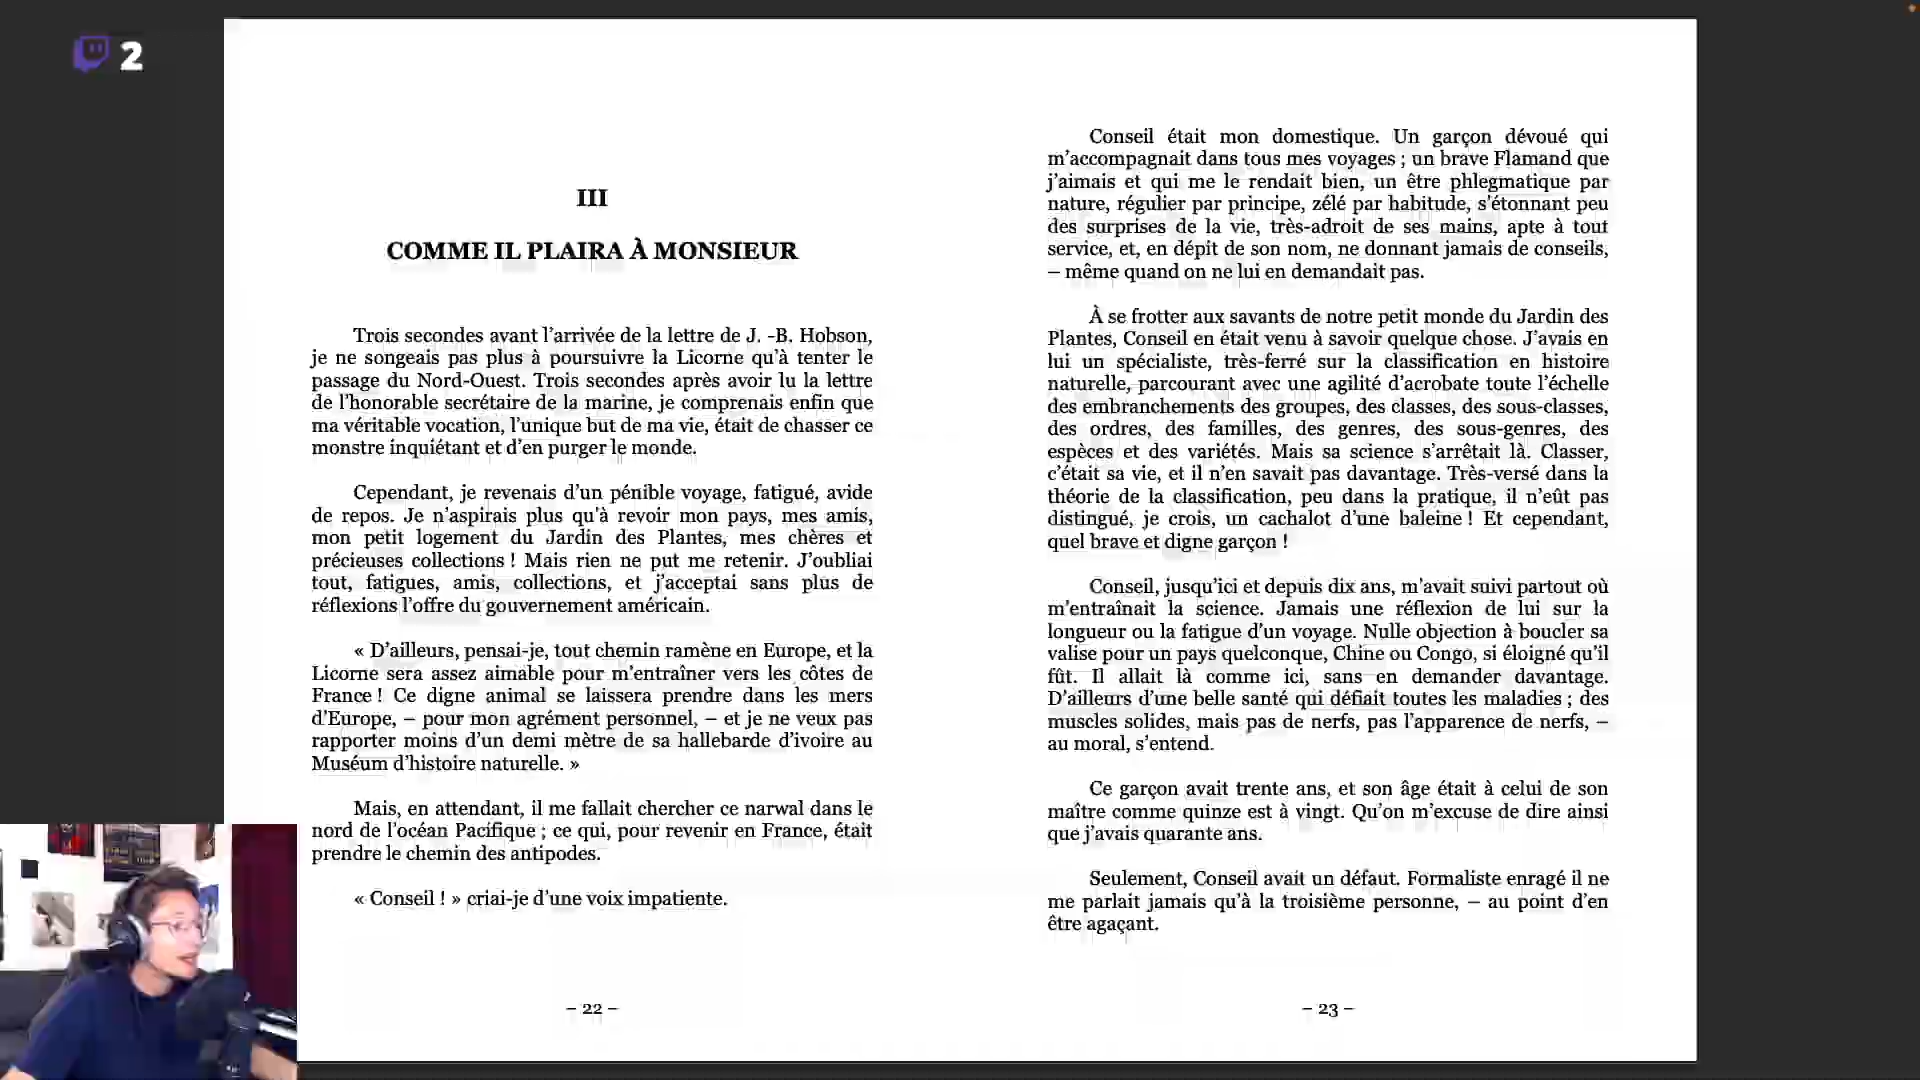 2
III
COMME IL PLAIRA À MONSIEUR
Trois secondes avant l’arrivée de la lettre de J. -B. Hobson,
je ne songeais pas plus à poursuivre la Licorne qu’à tenter le
passage du Nord-Ouest. Trois secondes après avoir lu la lettre
de l’honorable secrétaire de la marine, je comprenais enfin que
ma véritable vocation, l’unique but de ma vie, était de chasser ce
monstre inquiétant et d’en purger le monde.
Cependant, je revenais d’un pénible voyage, fatigué, avide
de repos. Je n’aspirais plus qu’à revoir mon pays, mes amis,
mon petit logement du Jardin des Plantes, mes chères et
précieuses collections ! Mais rien ne put me retenir. J’oubliai
tout, fatigues, amis, collections, et j’acceptai sans plus de
réflexions l’offre du gouvernement américain.
« D’ailleurs, pensai-je, tout chemin ramène en Europe, et la
Licorne sera assez aimable pour m’entraîner vers les côtes de
France ! Ce digne animal se laissera prendre dans les mers
d’Europe, – pour mon agrément personnel, – et je ne veux pas
rapporter moins d’un demi mètre de sa hallebarde d’ivoire au
Muséum d’histoire naturelle. »
Mais, en attendant, il me fallait chercher ce narwal dans le
nord de l’océan Pacifique ; ce qui, pour revenir en France, était
prendre le chemin des antipodes.
« Conseil ! » criai-je d’une voix impatiente.
– 22 –
Conseil était mon domestique. Un garçon dévoué qui
m’accompagnait dans tous mes voyages ; un brave Flamand que
j’aimais et qui me le rendait bien, un être phlegmatique par
nature, régulier par principe, zélé par habitude, s’étonnant peu
des surprises de la vie, très-adroit de ses mains, apte à tout
service, et, en dépit de son nom, ne donnant jamais de conseils,
– même quand on ne lui en demandait pas.
À se frotter aux savants de notre petit monde du Jardin des
Plantes, Conseil en était venu à savoir quelque chose. J’avais en
lui un spécialiste, très-ferré sur la classification en histoire
naturelle, parcourant avec une agilité d’acrobate toute l’échelle
des embranchements des groupes, des classes, des sous-classes,
des ordres, des familles, des genres, des sous-genres, des
espèces et des variétés. Mais sa science s’arrêtait là. Classer,
c’était sa vie, et il n’en savait pas davantage. Très-versé dans la
théorie de la classification, peu dans la pratique, il n’eût pas
distingué, je crois, un cachalot d’une baleine ! Et cependant,
quel brave et digne garçon !
Conseil, jusqu’ici et depuis dix ans, m’avait suivi partout où
m’entraînait la science. Jamais une réflexion de lui sur la
longueur ou la fatigue d’un voyage. Nulle objection à boucler sa
valise pour un pays quelconque, Chine ou Congo, si éloigné qu’il
fût. Il allait là comme ici, sans en demander davantage.
D’ailleurs d’une belle santé qui défiait toutes les maladies ; des
muscles solides, mais pas de nerfs, pas l’apparence de nerfs, –
au moral, s’entend.
Ce garçon avait trente ans, et son âge était à celui de son
maître comme quinze est à vingt. Qu’on m’excuse de dire ainsi
que j’avais quarante ans.
Seulement, Conseil avait un défaut. Formaliste enragé il ne
me parlait jamais qu’à la troisième personne, – au point d’en
être agaçant.
– 23 –